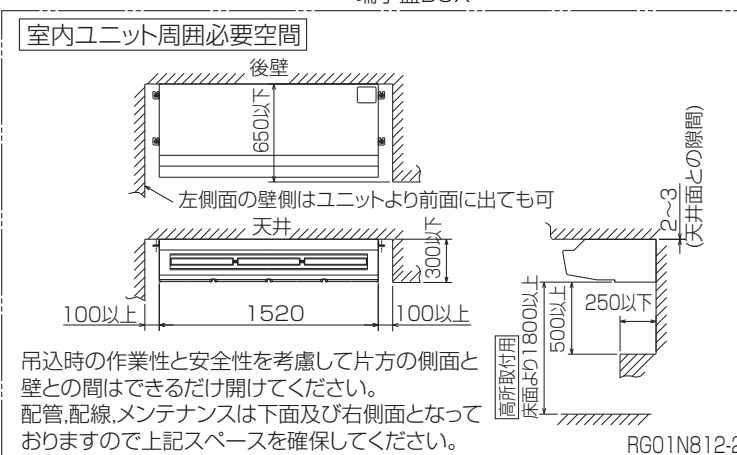 室内ユニット周囲必要空間
後壁
650以下
左側面の壁側はユニットより前面に出ても可
天井
300以下
100以上
1520
100以上
2〜3
(天井面との隙間)
250以下
500以上
床面より1800以上
高所取付用
吊込時の作業性と安全性を考慮して片方の側面と
壁との間はできるだけ開けてください。
配管,配線,メンテナンスは下面及び右側面となって
おりますので上記スペースを確保してください。
RG01N812-2